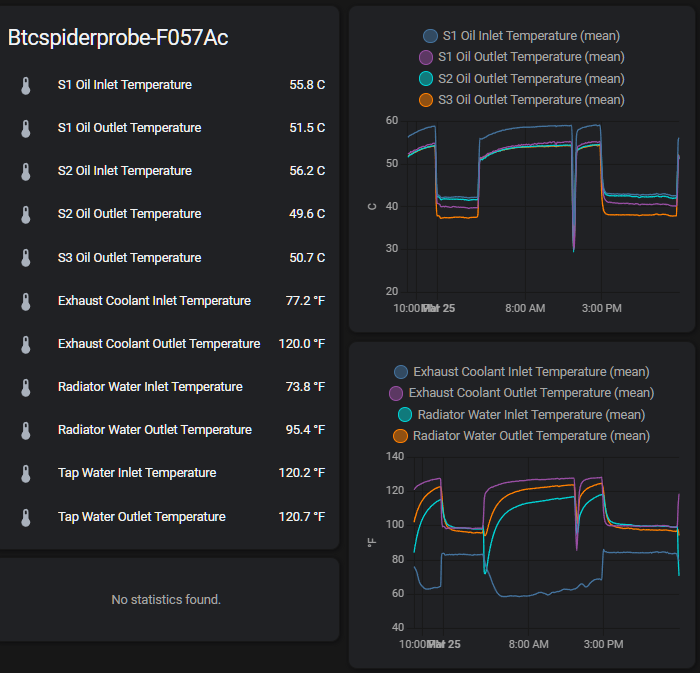 Btcspiderprobe-F057Ac
S1 Oil Inlet Temperature 55.8 C
S1 Oil Outlet Temperature 51.5 C
S2 Oil Inlet Temperature 56.2 C
S2 Oil Outlet Temperature 49.6 C
S3 Oil Outlet Temperature 50.7 C
Exhaust Coolant Inlet Temperature 77.2 °F
Exhaust Coolant Outlet Temperature 120.0 °F
Radiator Water Inlet Temperature 73.8 °F
Radiator Water Outlet Temperature 95.4 °F
Tap Water Inlet Temperature 120.2 °F
Tap Water Outlet Temperature 120.7 °F
No statistics found.
S1 Oil Inlet Temperature (mean)
S1 Oil Outlet Temperature (mean)
S2 Oil Outlet Temperature (mean)
S3 Oil Outlet Temperature (mean)
60
50
40
30
20
C
10:00 Mar 25 8:00 AM 3:00 PM
Exhaust Coolant Inlet Temperature (mean)
Exhaust Coolant Outlet Temperature (mean)
Radiator Water Inlet Temperature (mean)
Radiator Water Outlet Temperature (mean)
140
120
100
80
60
40
°F
10:00 Mar 25 8:00 AM 3:00 PM